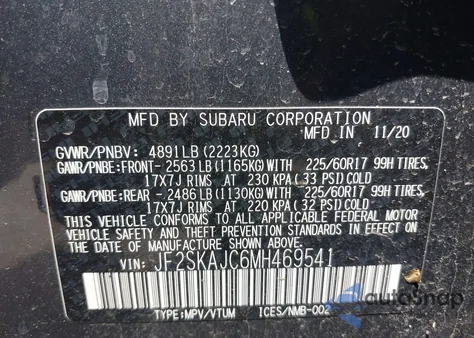 MFD BY SUBARU CORPORATION
MFD IN 11/20
GVWR/PNBV: 4891LB (2223KG)
GAWR/PNBE:FRONT- 2563LB (1165KG)WITH 225/60R17 99H TIRES,
17X7J RIMS AT 230 KPA ( 33 PSI) COLD
GAWR/PNBE:REAR - 2486LB (1130KG)WITH 225/60R17 99H TIRES,
17X7J RIMS AT 220 KPA ( 32 PSI) COLD
THIS VEHICLE CONFORMS TO ALL APPLICABLE FEDERAL MOTOR
VEHICLE SAFETY AND THEFT PREVENTION STANDARDS IN EFFECT ON
THE DATE OF MANUFACTURE SHOWN ABOVE.
VIN: JF2SKAJC6MH469541
TYPE:MPV/VTUM ICES/NMB-002
autoSnap